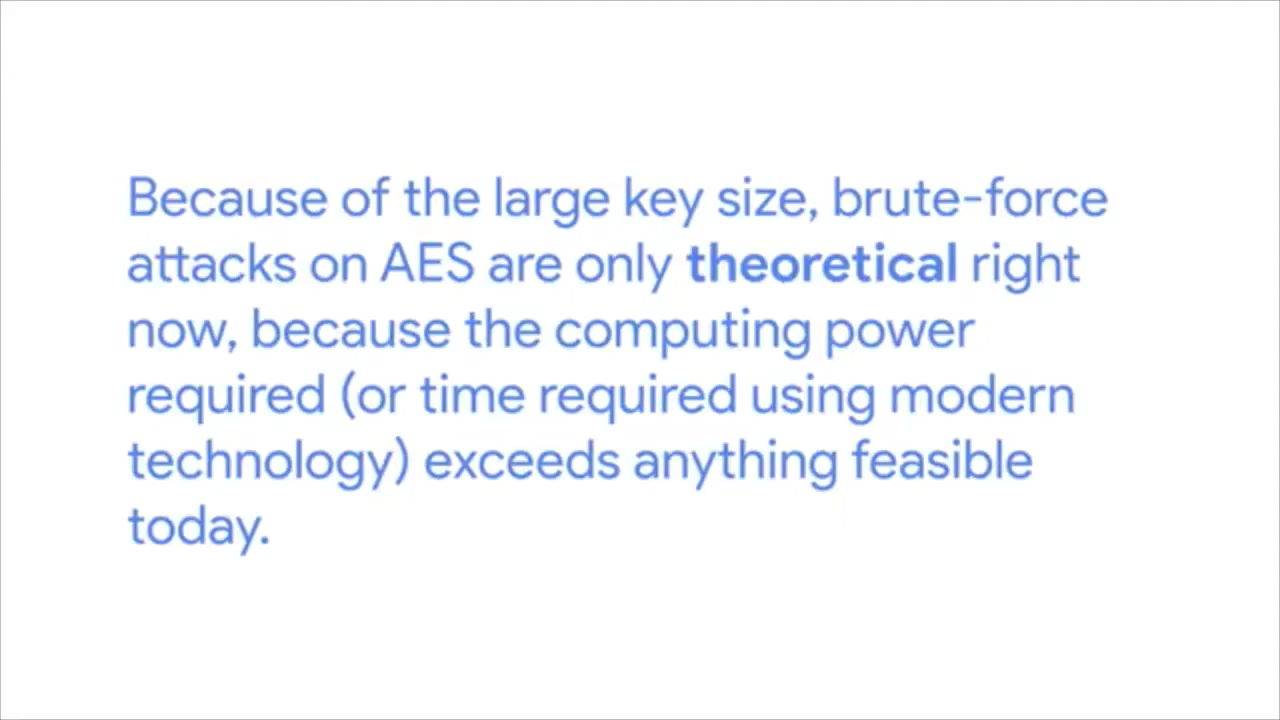 Because of the large key size, brute-force
attacks on AES are only theoretical right
now, because the computing power
required (or time required using modern
technology) exceeds anything feasible
today.